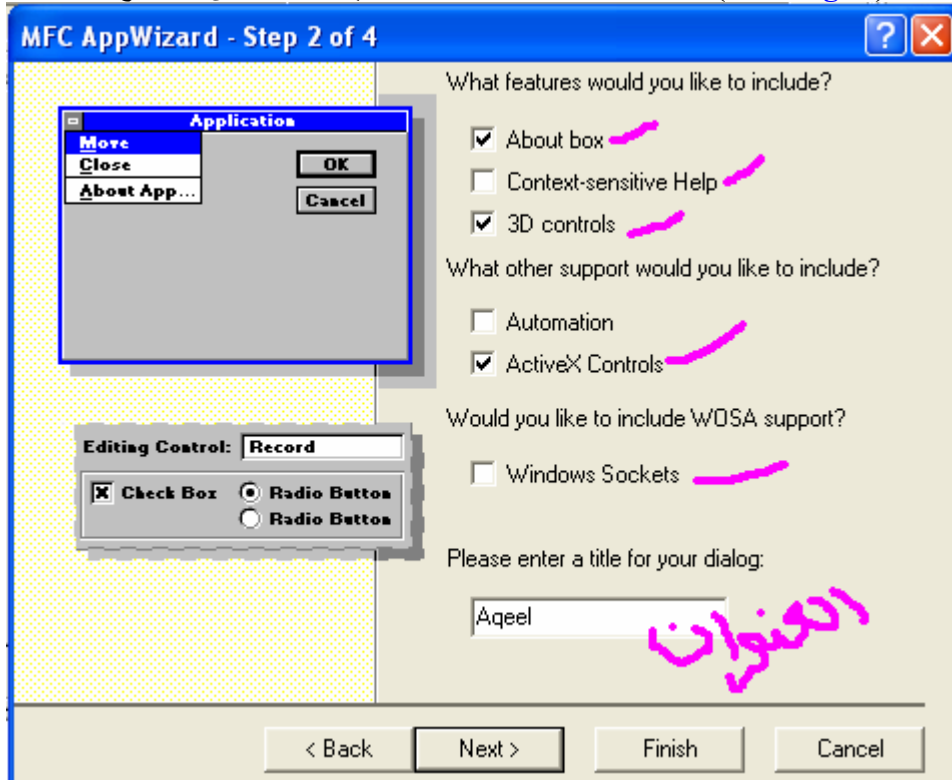 MFC AppWizard - Step 2 of 4
What features would you like to include?
Application
Move
Close
About App...
OK
Cancel
About box
Context-sensitive Help
3D controls
What other support would you like to include?
Automation
ActiveX Controls
Would you like to include WOSA support?
Editing Control: Record
Check Box
Radio Button
Radio Button
Windows Sockets
Please enter a title for your dialog:
Aqeel
العنوان
< Back Next > Finish Cancel